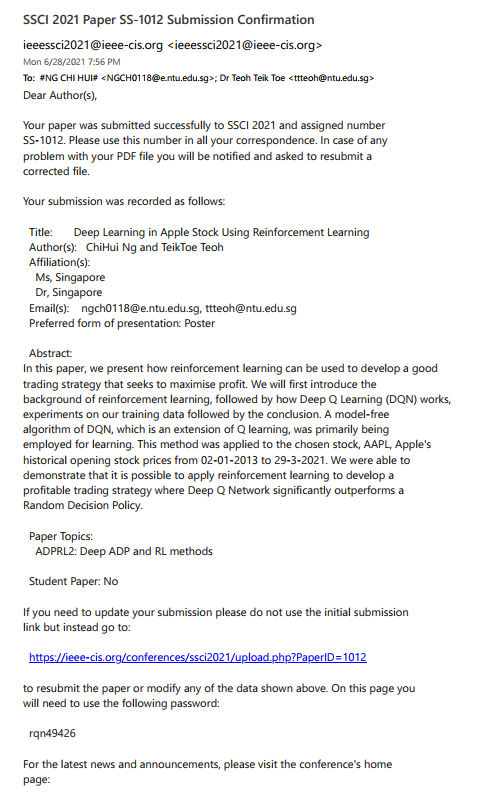 SSCI 2021 Paper SS-1012 Submission Confirmation
ieeessci2021@ieee-cis.org <ieeessci2021@ieee-cis.org>
Mon 6/28/2021 7:56 PM
To: #NG CHI HUI# <NGCH0118@e.ntu.edu.sg>; Dr Teoh Teik Toe <ttteoh@ntu.edu.sg>
Dear Author(s),
Your paper was submitted successfully to SSCI 2021 and assigned number
SS-1012. Please use this number in all your correspondence. In case of any
problem with your PDF file you will be notified and asked to resubmit a
corrected file.
Your submission was recorded as follows:
Title: Deep Learning in Apple Stock Using Reinforcement Learning
Author(s): ChiHui Ng and TeikToe Teoh
Affiliation(s):
Ms, Singapore
Dr, Singapore
Email(s): ngch0118@e.ntu.edu.sg, ttteoh@ntu.edu.sg
Preferred form of presentation: Poster
Abstract:
In this paper, we present how reinforcement learning can be used to develop a good
trading strategy that seeks to maximise profit. We will first introduce the
background of reinforcement learning, followed by how Deep Q Learning (DQN) works,
experiments on our training data followed by the conclusion. A model-free
algorithm of DQN, which is an extension of Q learning, was primarily being
employed for learning. This method was applied to the chosen stock, AAPL, Apple's
historical opening stock prices from 02-01-2013 to 29-3-2021. We were able to
demonstrate that it is possible to apply reinforcement learning to develop a
profitable trading strategy where Deep Q Network significantly outperforms a
Random Decision Policy.
Paper Topics:
ADPRL2: Deep ADP and RL methods
Student Paper: No
If you need to update your submission please do not use the initial submission
link but instead go to:
https://ieee-cis.org/conferences/ssci2021/upload.php?PaperID=1012
to resubmit the paper or modify any of the data shown above. On this page you
will need to use the following password:
rqn49426
For the latest news and announcements, please visit the conference's home
page: